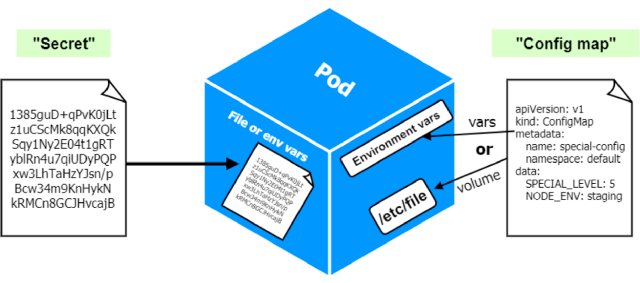 "Secret"
1385guD+qPvK0jLt
z1uCScMk8qqKXQk
Sqy1Ny2E04t1gRT
yblRn4u7qiUDyPQP
xw3LhTaHzYJsn/p
Bcw34m9KnHykN
kRMCn8GCJHvcajB
Pod
File or env vars
1385guD+qPvK0jLt
z1uCScMk8qqKXQk
Sqy1Ny2E04t1gRT
yblRn4u7qiUDyPQP
xw3LhTaHzYJsn/p
Bcw34m9KnHykN
kRMCn8GCJHvcajB
Environment vars
/etc/file
vars
or
volume
"Config map"
apiVersion: v1
kind: ConfigMap
metadata:
name: special-config
namespace: default
data:
SPECIAL_LEVEL: 5
NODE_ENV: staging